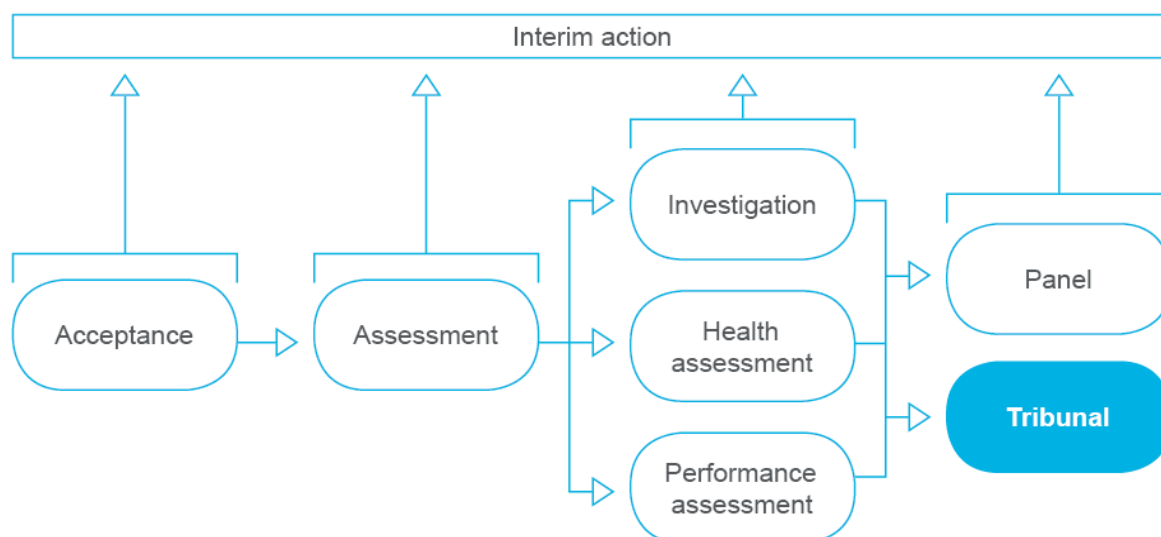 Interim action
Acceptance
Assessment
Investigation
Health
assessment
Performance
assessment
Panel
Tribunal